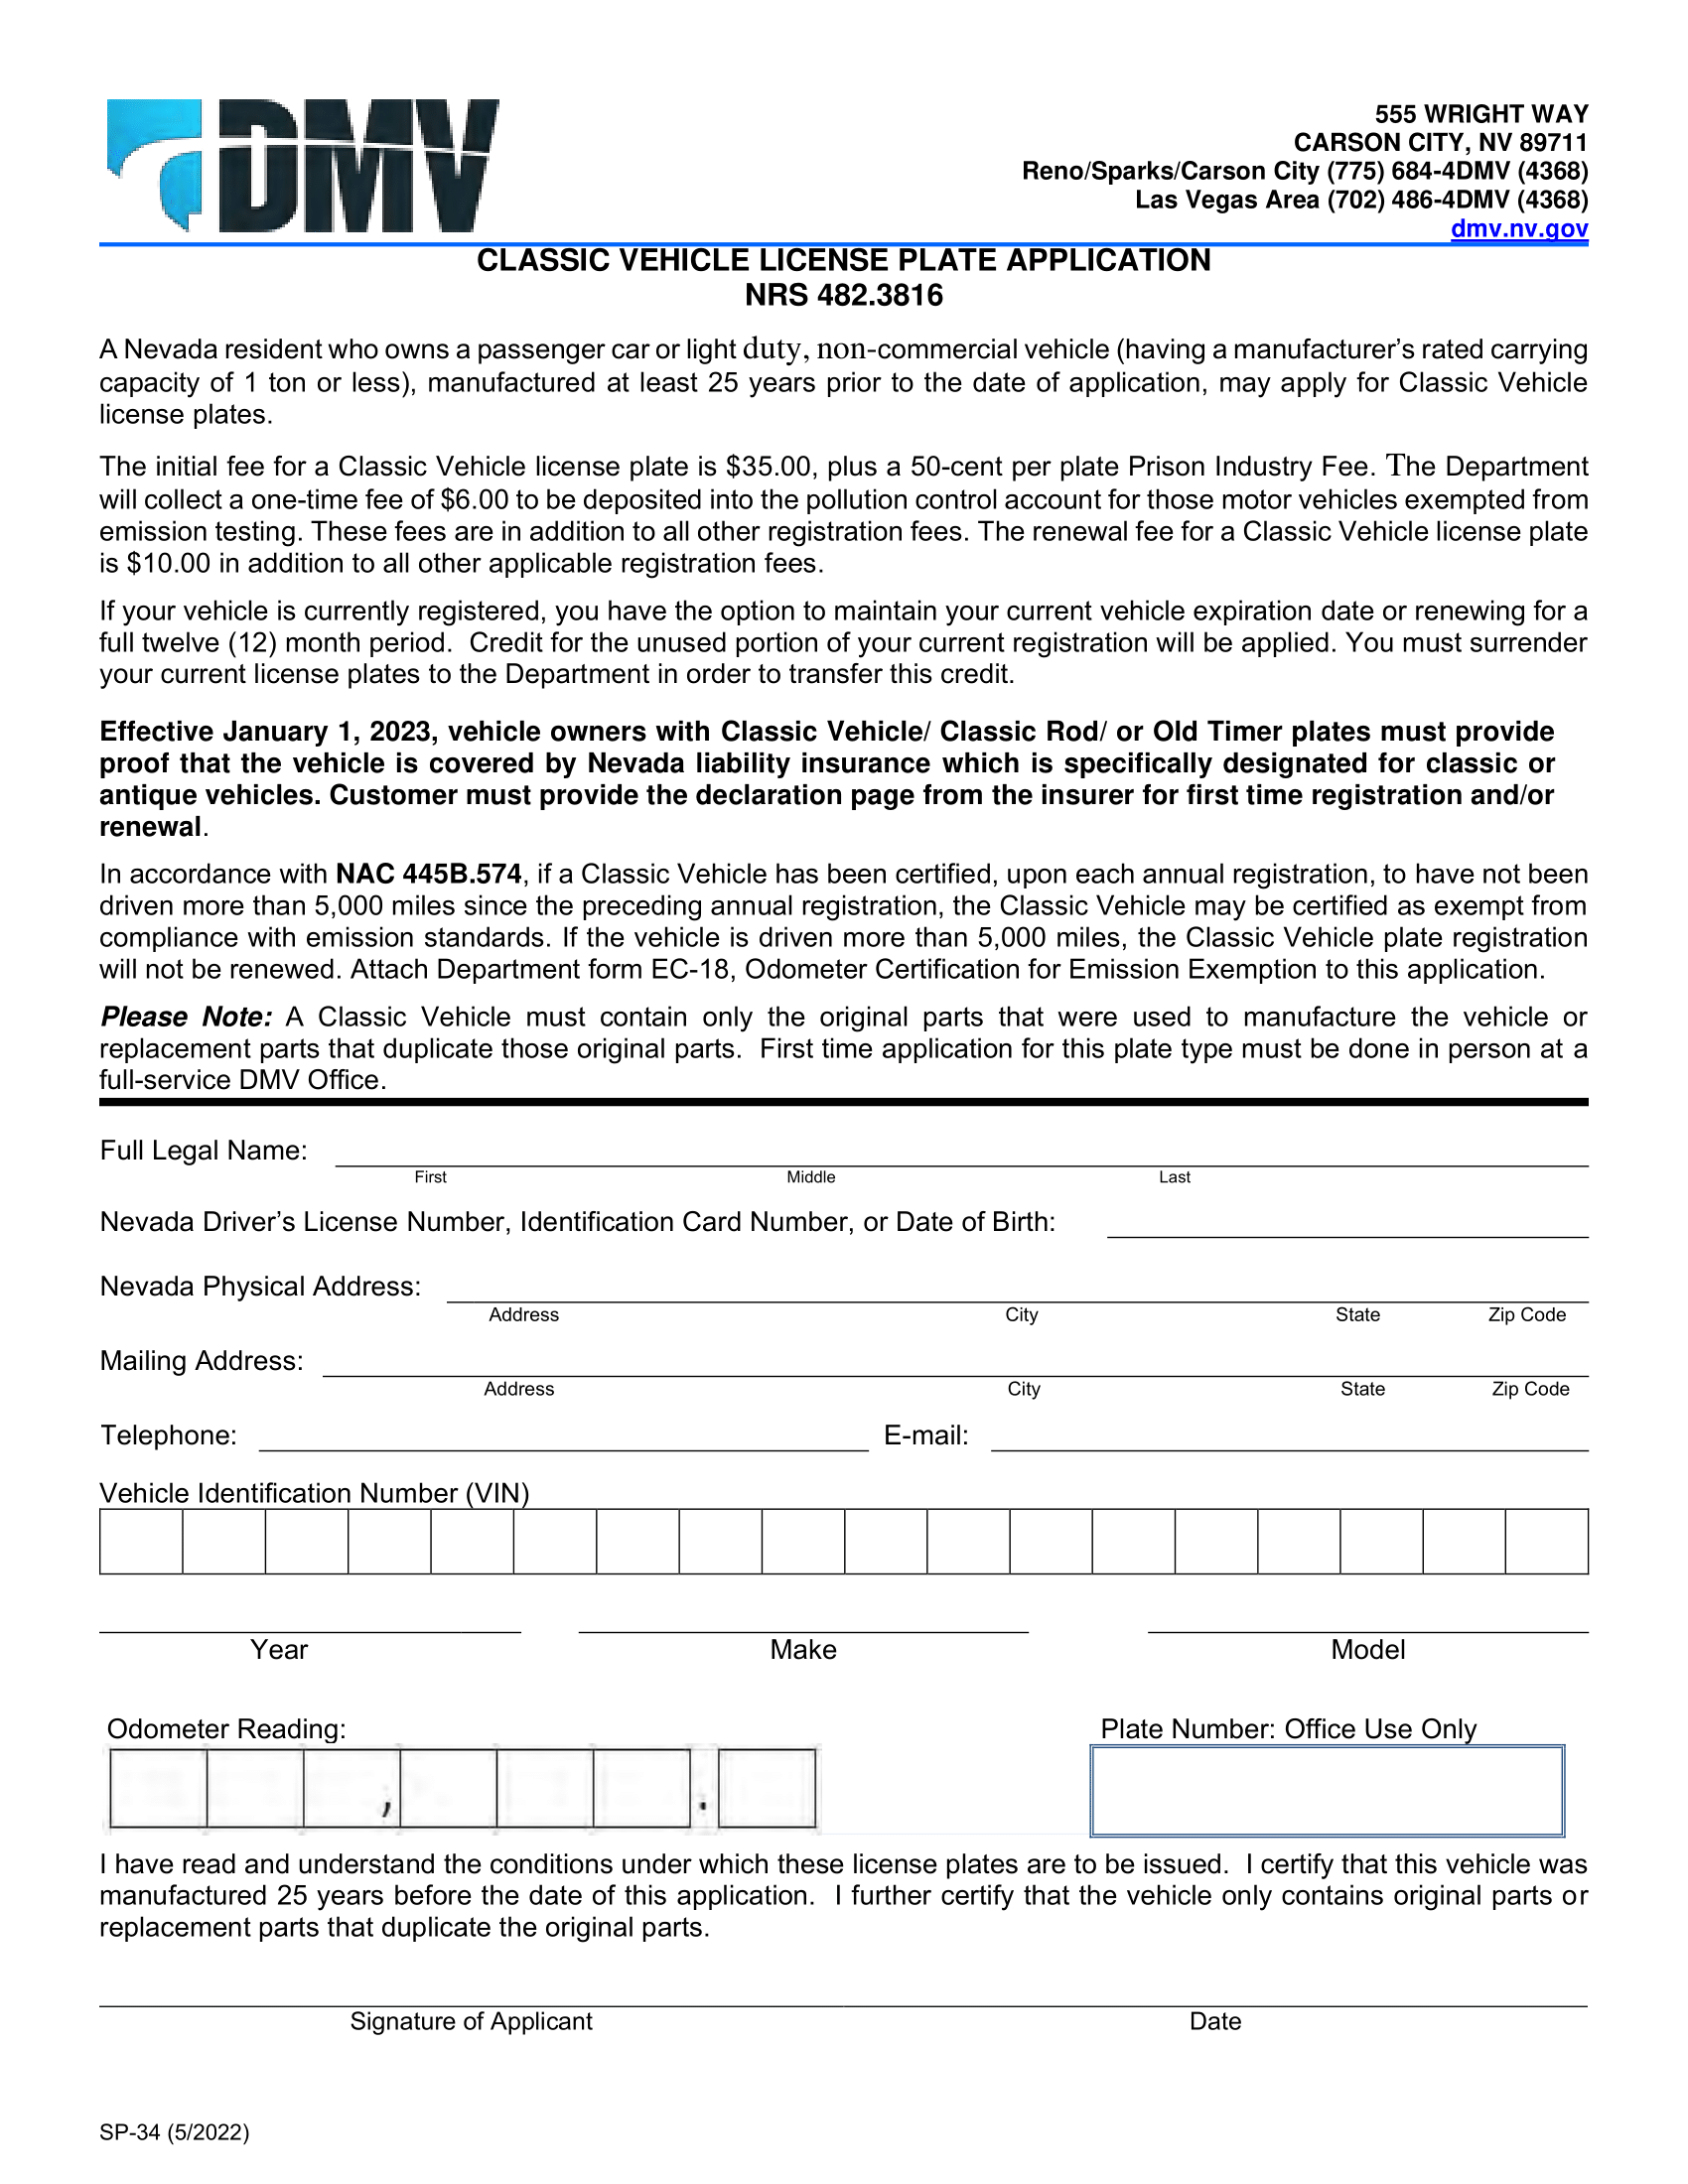 DMV
555 WRIGHT WAY
CARSON CITY, NV 89711
Reno/Sparks/Carson City (775) 684-4DMV (4368)
Las Vegas Area (702) 486-4DMV (4368)
dmv.nv.gov
CLASSIC VEHICLE LICENSE PLATE APPLICATION
NRS 482.3816
A Nevada resident who owns a passenger car or light duty, non-commercial vehicle (having a manufacturer’s rated carrying
capacity of 1 ton or less), manufactured at least 25 years prior to the date of application, may apply for Classic Vehicle
license plates.
The initial fee for a Classic Vehicle license plate is $35.00, plus a 50-cent per plate Prison Industry Fee. The Department
will collect a one-time fee of $6.00 to be deposited into the pollution control account for those motor vehicles exempted from
emission testing. These fees are in addition to all other registration fees. The renewal fee for a Classic Vehicle license plate
is $10.00 in addition to all other applicable registration fees.
If your vehicle is currently registered, you have the option to maintain your current vehicle expiration date or renewing for a
full twelve (12) month period. Credit for the unused portion of your current registration will be applied. You must surrender
your current license plates to the Department in order to transfer this credit.
Effective January 1, 2023, vehicle owners with Classic Vehicle/ Classic Rod/ or Old Timer plates must provide
proof that the vehicle is covered by Nevada liability insurance which is specifically designated for classic or
antique vehicles. Customer must provide the declaration page from the insurer for first time registration and/or
renewal.
In accordance with NAC 445B.574, if a Classic Vehicle has been certified, upon each annual registration, to have not been
driven more than 5,000 miles since the preceding annual registration, the Classic Vehicle may be certified as exempt from
compliance with emission standards. If the vehicle is driven more than 5,000 miles, the Classic Vehicle plate registration
will not be renewed. Attach Department form EC-18, Odometer Certification for Emission Exemption to this application.
Please Note: A Classic Vehicle must contain only the original parts that were used to manufacture the vehicle or
replacement parts that duplicate those original parts. First time application for this plate type must be done in person at a
full-service DMV Office.
Full Legal Name:
First Middle Last
Nevada Driver’s License Number, Identification Card Number, or Date of Birth:
Nevada Physical Address:
Address City State Zip Code
Mailing Address:
Address City State Zip Code
Telephone: E-mail:
Vehicle Identification Number (VIN)
Year Make Model
Odometer Reading: Plate Number: Office Use Only
, .
I have read and understand the conditions under which these license plates are to be issued. I certify that this vehicle was
manufactured 25 years before the date of this application. I further certify that the vehicle only contains original parts or
replacement parts that duplicate the original parts.
Signature of Applicant Date
SP-34 (5/2022)